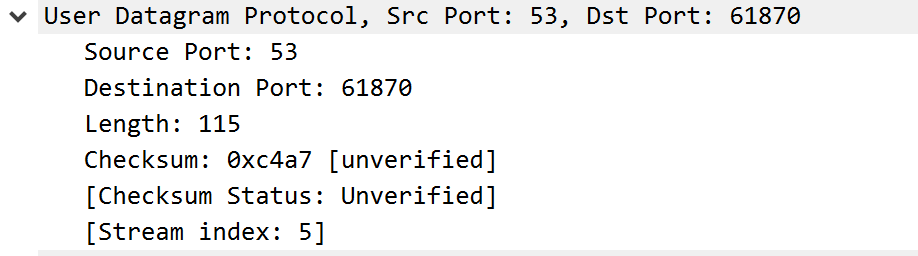 User Datagram Protocol, Src Port: 53, Dst Port: 61870
Source Port: 53
Destination Port: 61870
Length: 115
Checksum: 0xc4a7 [unverified]
[Checksum Status: Unverified]
[Stream index: 5]